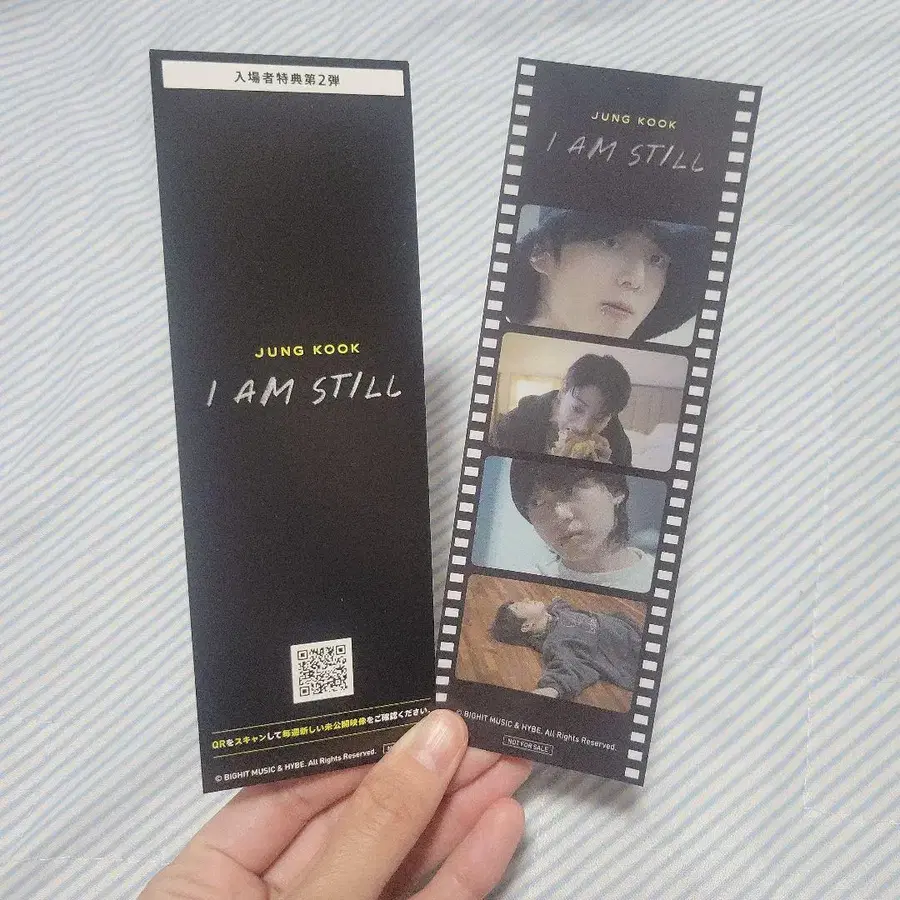 入場者特典第2弾
JUNG KOOK
I AM STILL
QRをスキャンして毎週新しい未公開映像をご確認ください。
© BIGHIT MUSIC & HYBE. All Rights Reserved.
JUNG KOOK
I AM STILL
© BIGHIT MUSIC & HYBE. All Rights Reserved.
NOT FOR SALE